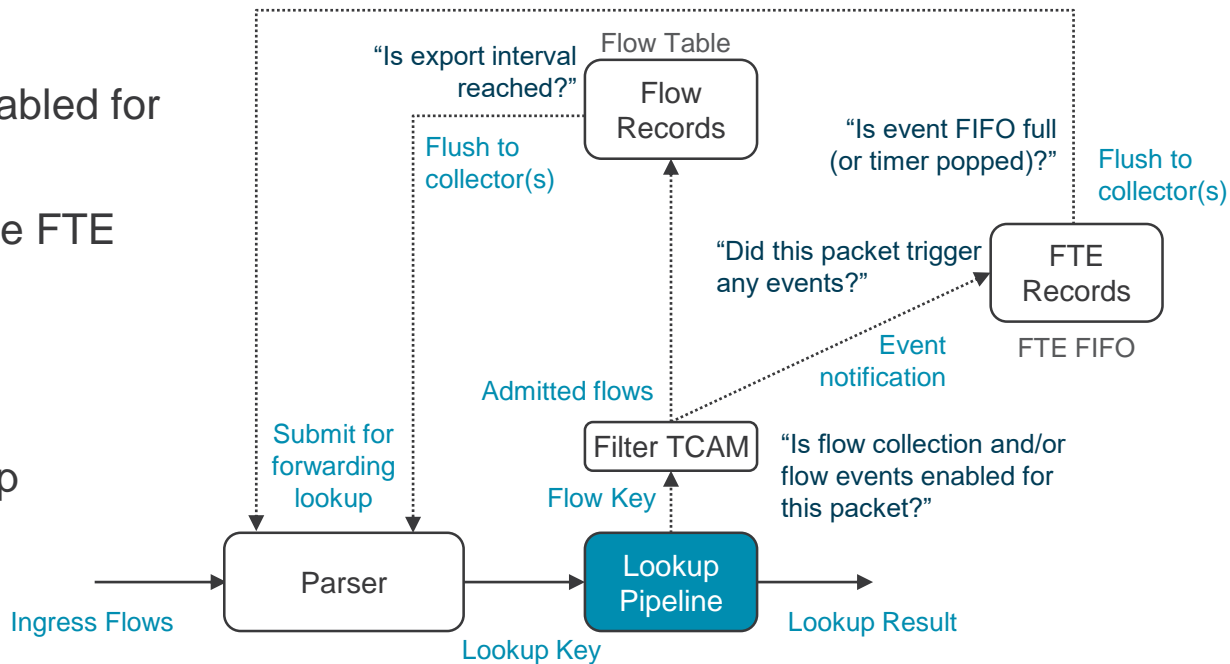 abled for
e FTE
p
Flow Table
“Is export interval
reached?”
Flow
Records
Flush to
collector(s)
“Is event FIFO full
(or timer popped)?”
Flush to
collector(s)
“Did this packet trigger
any events?”
FTE
Records
FTE FIFO
Event
notification
Admitted flows
Submit for
forwarding
lookup
Filter TCAM
“Is flow collection and/or
flow events enabled for
this packet?”
Flow Key
Parser
Lookup
Pipeline
Ingress Flows
Lookup Key
Lookup Result